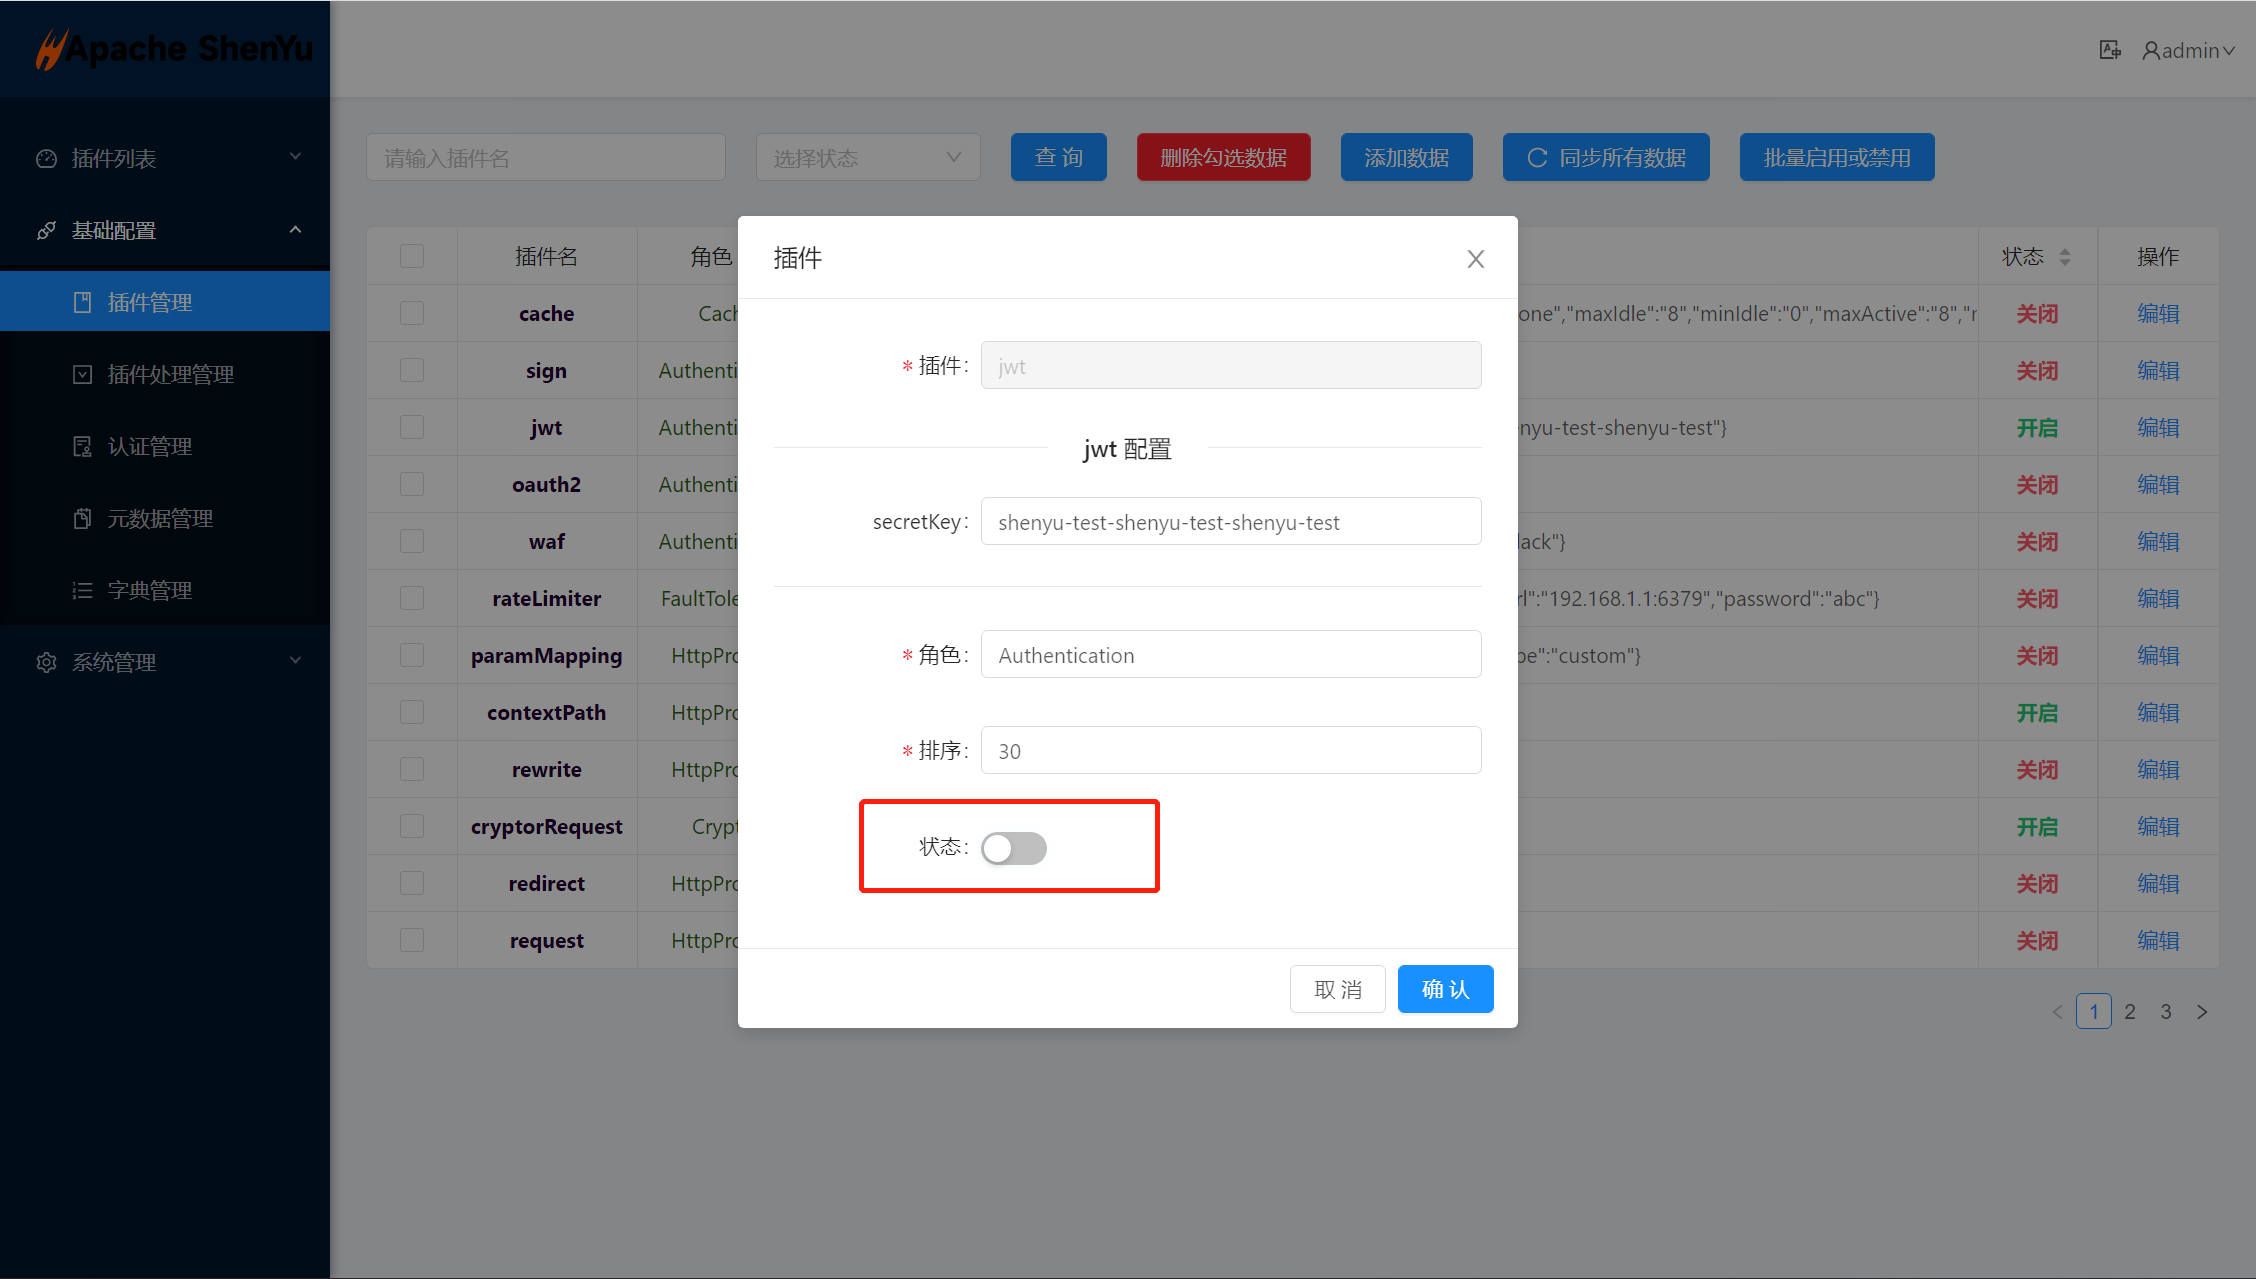 Apache ShenYu
admin
插件列表
基础配置
插件管理
插件处理管理
认证管理
元数据管理
字典管理
系统管理
请输入插件名
选择状态
查 询
删除勾选数据
添加数据
同步所有数据
批量启用或禁用
插件名 角色 状态 操作
cache Cach one","maxIdle":"8","minIdle":"0","maxActive":"8"," 关闭 编辑
sign Authenti 关闭 编辑
jwt Authenti nyu-test-shenyu-test"} 开启 编辑
oauth2 Authenti 关闭 编辑
waf Authenti lack"} 关闭 编辑
rateLimiter FaultTole rl":"192.168.1.1:6379","password":"abc"} 关闭 编辑
paramMapping HttpPro pe":"custom"} 关闭 编辑
contextPath HttpPro 开启 编辑
rewrite HttpPro 关闭 编辑
cryptorRequest Crypt 开启 编辑
redirect HttpPro 关闭 编辑
request HttpPro 关闭 编辑
1 2 3
插件
* 插件: jwt
jwt 配置
secretKey: shenyu-test-shenyu-test-shenyu-test
* 角色: Authentication
* 排序: 30
状态:
取 消
确 认